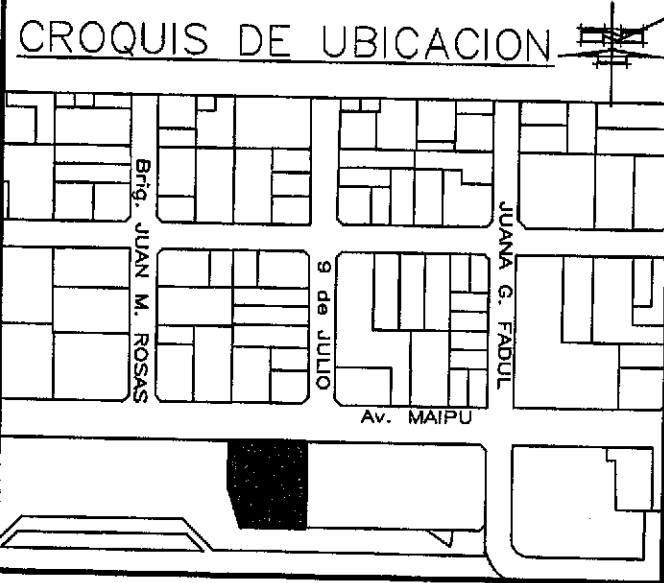 CROQUIS DE UBICACION
Brig. JUAN M. ROSAS
9 de JULIO
JUANA G. FADUL
Av. MAIPU